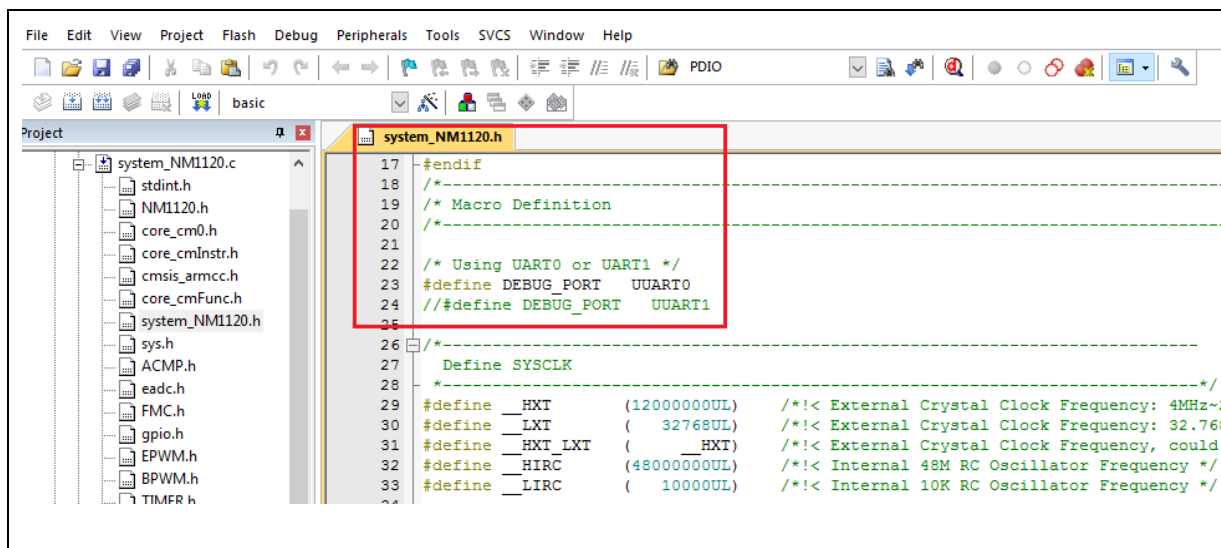 File Edit View Project Flash Debug Peripherals Tools SVCS Window Help
PDIO
LOAD basic
Project
system_NM1120.c
stdint.h
NM1120.h
core_cm0.h
core_cmInstr.h
cmsis_armcc.h
core_cmFunc.h
system_NM1120.h
sys.h
ACMP.h
eadc.h
FMC.h
gpio.h
EPWM.h
BPWM.h
TIMER.h
system_NM1120.h
17 #endif
18 /*------------------------------------------------------------------------------
19 /* Macro Definition
20 /*------------------------------------------------------------------------------
21
22 /* Using UART0 or UART1 */
23 #define DEBUG_PORT UUART0
24 //#define DEBUG_PORT UUART1
25
26 /*----------------------------------------------------------------------------
27 Define SYSCLK
28 *----------------------------------------------------------------------------*/
29 #define __HXT (12000000UL) /*!< External Crystal Clock Frequency: 4MHz~
30 #define __LXT ( 32768UL) /*!< External Crystal Clock Frequency: 32.768
31 #define __HXT_LXT ( __HXT) /*!< External Crystal Clock Frequency, could
32 #define __HIRC (48000000UL) /*!< Internal 48M RC Oscillator Frequency */
33 #define __LIRC ( 10000UL) /*!< Internal 10K RC Oscillator Frequency */